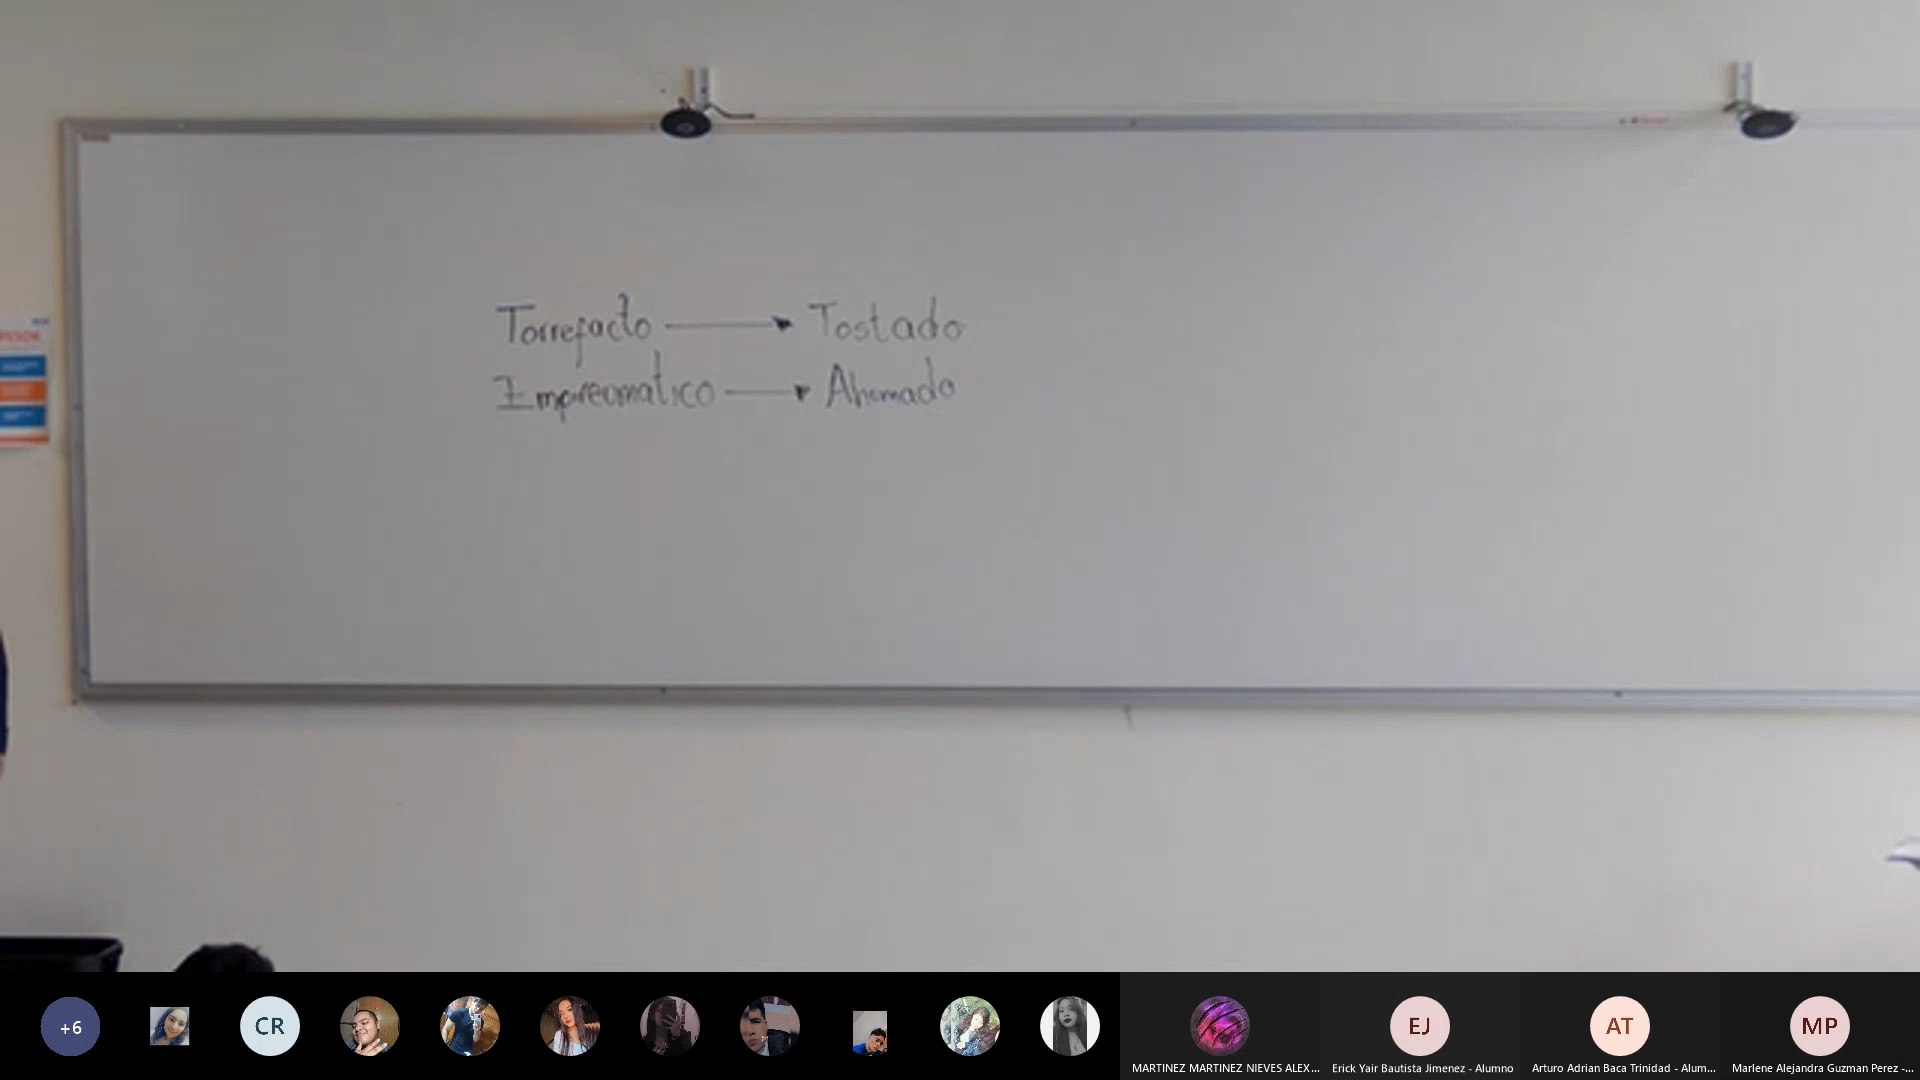 Torrefacto → Tostado
Impreomatico → Ahumado
+6
CR
EJ
AT
MP
MARTINEZ MARTINEZ NIEVES ALEX...
Erick Yair Bautista Jimenez - Alumno
Arturo Adrian Baca Trinidad - Alum...
Marlene Alejandra Guzman Perez -...